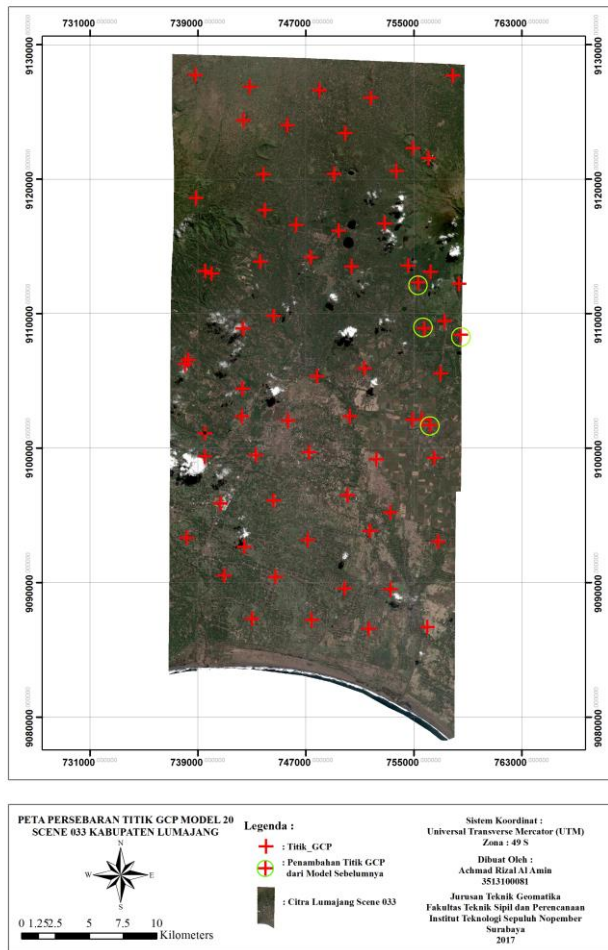 731000 739000 747000 755000 763000
9130000 9130000
9120000 9120000
9110000 9110000
9100000 9100000
9090000 9090000
9080000 9080000
731000 739000 747000 755000 763000
PETA PERSEBARAN TITIK GCP MODEL 20
SCENE 033 KABUPATEN LUMAJANG
N
W E
S
0 1,252,5 5 7,5 10
Kilometers
Legenda :
: Titik_GCP
: Penambahan Titik GCP
dari Model Sebelumnya
: Citra Lumajang Scene 033
Sistem Koordinat :
Universal Transverse Mercator (UTM)
Zona : 49 S
Dibuat Oleh :
Achmad Rizal Al Amin
3513100081
Jurusan Teknik Geomatika
Fakultas Teknik Sipil dan Perencanaan
Institut Teknologi Sepuluh Nopember
Surabaya
2017